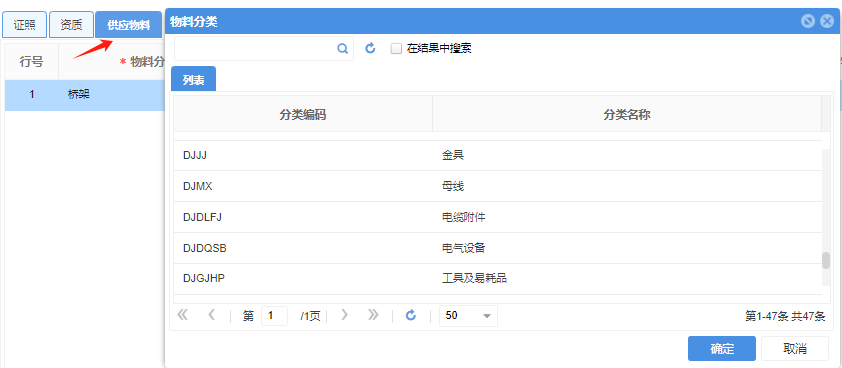 证照 资质 供应物料
行号 * 物料分
1 桥架
物料分类
在结果中搜索
列表
分类编码 分类名称
DJJJ 金具
DJMX 母线
DJDLFJ 电缆附件
DJDQSB 电气设备
DJGJHP 工具及易耗品
第 1 /1页 50 第1-47条 共47条
确定 取消